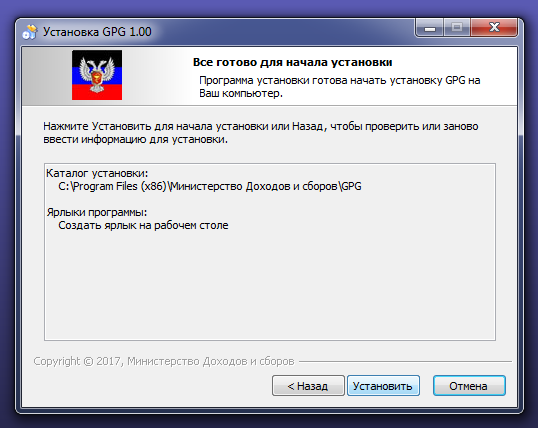 Установка GPG 1.00
Все готово для начала установки
Программа установки готова начать установку GPG на
Ваш компьютер.
Нажмите Установить для начала установки или Назад, чтобы проверить или заново
ввести информацию для установки.
Каталог установки:
C:\Program Files (x86)\Министерство Доходов и сборов\GPG
Ярлыки программы:
Создать ярлык на рабочем столе
Copyright © 2017, Министерство Доходов и сборов
< Назад
Установить
Отмена